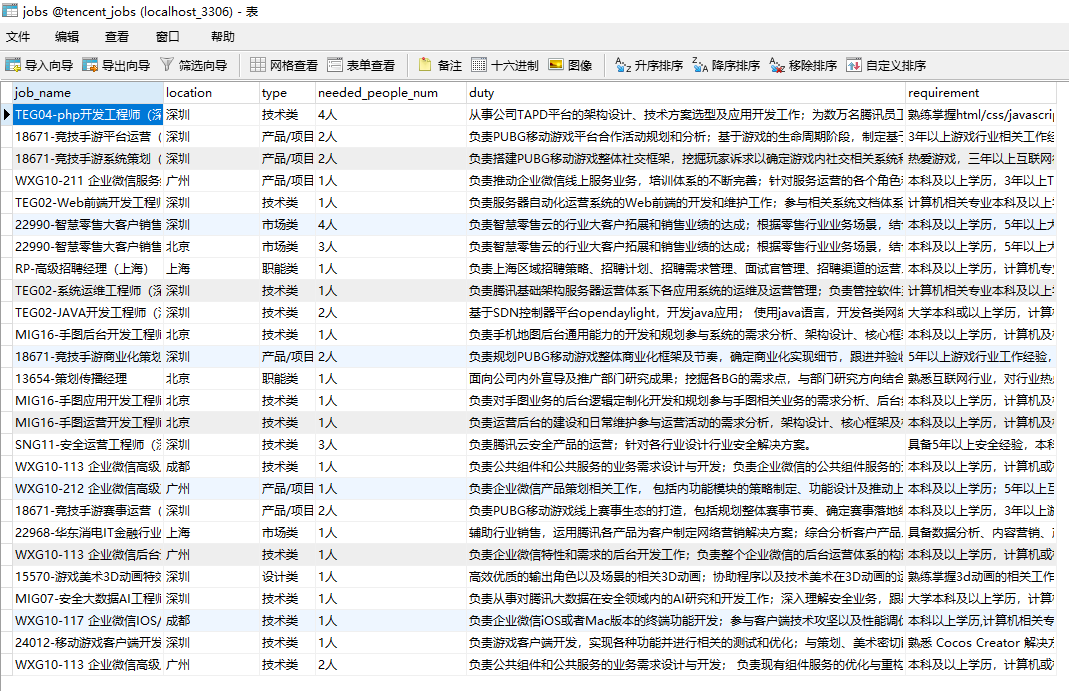 jobs @tencent_jobs (localhost_3306) - 表
文件 编辑 查看 窗口 帮助
导入向导 导出向导 筛选向导 网格查看 表单查看 备注 十六进制 图像 升序排序 降序排序 移除排序 自定义排序
job_name location type needed_people_num duty requirement
TEG04-php开发工程师（深 深圳 技术类 4人 从事公司TAPD平台的架构设计、技术方案选型及应用开发工作；为数万名腾讯员工 熟练掌握html/css/javascrip
18671-竞技手游平台运营（ 深圳 产品/项目 2人 负责PUBG移动游戏平台合作活动规划和分析；基于游戏的生命周期阶段，制定基于 3年以上游戏行业相关工作经
18671-竞技手游系统策划（ 深圳 产品/项目 2人 负责搭建PUBG移动游戏整体社交框架，挖掘玩家诉求以确定游戏内社交相关系统和 热爱游戏，三年以上互联网
WXG10-211 企业微信服务 广州 产品/项目 1人 负责推动企业微信线上服务业务，培训体系的不断完善；针对服务运营的各个角色 本科及以上学历，3年以上T
TEG02-Web前端开发工程师 深圳 技术类 1人 负责服务器自动化运营系统的Web前端的开发和维护工作；参与相关系统文档体系 计算机相关专业本科及以上
22990-智慧零售大客户销售 深圳 市场类 4人 负责智慧零售云的行业大客户拓展和销售业绩的达成；根据零售行业业务场景，结合 本科及以上学历，5年以上大
22990-智慧零售大客户销售 北京 市场类 3人 负责智慧零售云的行业大客户拓展和销售业绩的达成；根据零售行业业务场景，结合 本科及以上学历，5年以上大
RP-高级招聘经理（上海） 上海 职能类 1人 负责上海区域招聘策略、招聘计划、招聘需求管理、面试官管理、招聘渠道的运营 本科及以上学历，计算机专
TEG02-系统运维工程师（深 深圳 技术类 1人 负责腾讯基础架构服务器运营体系下各应用系统的运维及运营管理；负责管控软件 计算机相关专业本科及以上
TEG02-JAVA开发工程师（深 深圳 技术类 2人 基于SDN控制器平台opendaylight，开发java应用； 使用java语言，开发各类网络 大学本科或以上学历，计算
MIG16-手图后台开发工程师 北京 技术类 1人 负责手机地图后台通用能力的开发和规划参与系统的需求分析、架构设计、核心框 本科及以上学历，计算机及相
18671-竞技手游商业化策划 深圳 产品/项目 2人 负责规划PUBG移动游戏整体商业化框架及节奏，确定商业化实现细节，跟进并验收 5年以上游戏行业工作经验，
13654-策划传播经理 北京 职能类 1人 面向公司内外宣导及推广部门研究成果；挖掘各BG的需求点，与部门研究方向结合 熟悉互联网行业，对行业热
MIG16-手图应用开发工程师 北京 技术类 1人 负责对手图业务的后台逻辑定制化开发和规划参与手图相关业务的需求分析、后台 本科及以上学历，计算机及相
MIG16-手图运营开发工程师 北京 技术类 1人 负责运营后台的建设和日常维护参与运营活动的需求分析，架构设计、核心框架及 本科及以上学历，计算机及相
SNG11-安全运营工程师（深 深圳 技术类 3人 负责腾讯云安全产品的运营；针对各行业设计行业安全解决方案。 具备5年以上安全经验，本科
WXG10-113 企业微信高级 成都 技术类 1人 负责公共组件和公共服务的业务需求设计与开发；负责企业微信的公共组件服务的 本科及以上学历，计算机或
WXG10-212 企业微信高级 广州 产品/项目 1人 负责企业微信产品策划相关工作， 包括内功能模块的策略制定、功能设计及推动上 本科及以上学历；5年以上互
18671-竞技手游赛事运营（ 深圳 产品/项目 2人 负责PUBG移动游戏线上赛事生态的打造，包括规划整体赛事节奏、确定赛事落地 本科及以上学历，3年以上游
22968-华东消电IT金融行业 上海 市场类 1人 辅助行业销售，运用腾讯各产品为客户制定网络营销解决方案；综合分析客户产品 具备数据分析、内容营销、
WXG10-113 企业微信后台 广州 技术类 1人 负责企业微信特性和需求的后台开发工作；负责整个企业微信的后台运营体系的构 本科及以上学历，计算机或
15570-游戏美术3D动画特效 深圳 设计类 1人 高效优质的输出角色以及场景的相关3D动画；协助程序以及技术美术在3D动画的 熟练掌握3d动画的相关工作
MIG07-安全大数据AI工程师 深圳 技术类 1人 负责从事对腾讯大数据在安全领域内的AI研究和开发工作；深入理解安全业务，跟 大学本科及以上学历，计算
WXG10-117 企业微信IOS/ 成都 技术类 1人 负责企业微信iOS或者Mac版本的终端功能开发；参与客户端技术攻坚以及性能调优 本科以上学历,计算机相关专
24012-移动游戏客户端开发 深圳 技术类 1人 负责游戏客户端开发，实现各种功能并进行相关的测试和优化；与策划、美术密切 熟悉 Cocos Creator 解决方
WXG10-113 企业微信高级 广州 技术类 2人 负责公共组件和公共服务的业务需求设计与开发； 负责现有组件服务的优化与重构 本科及以上学历，计算机或